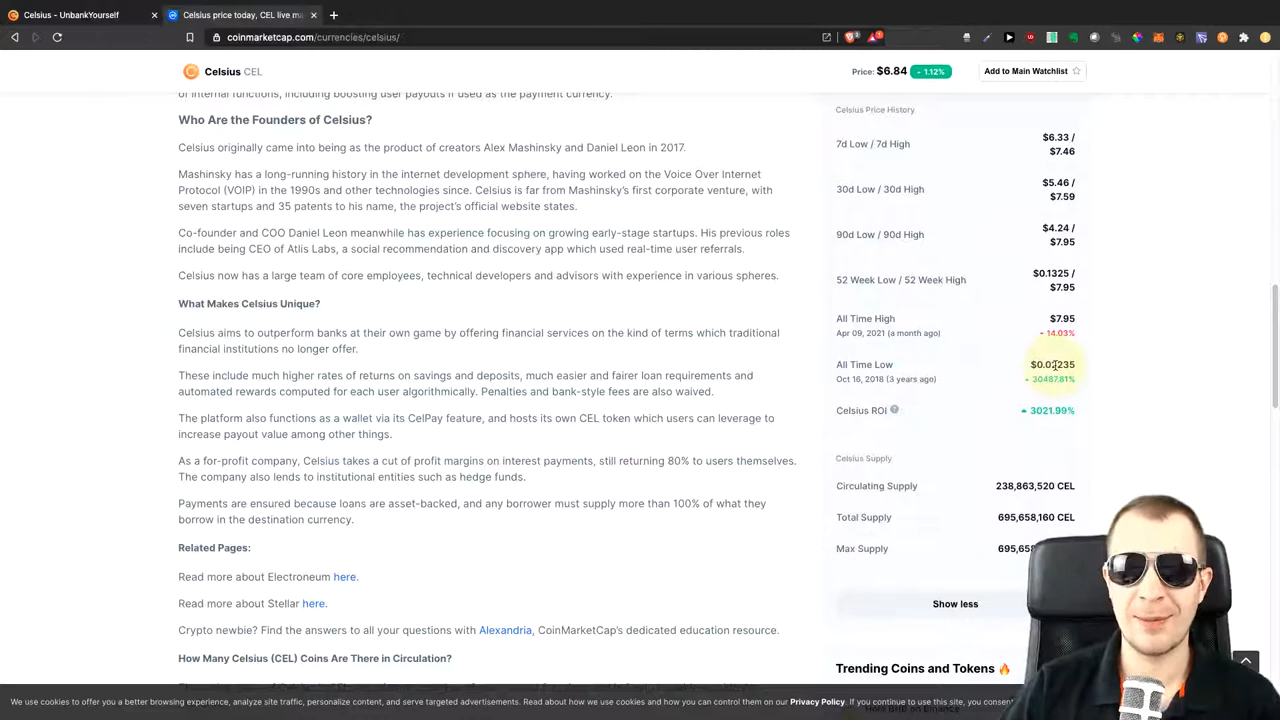 Celsius - UnbankYourself
Celsius price today, CEL live ma
coinmarketcap.com/currencies/celsius/
Celsius CEL
Price: $6.84 1.12%
Add to Main Watchlist
of internal functions, including boosting user payouts if used as the payment currency.
Who Are the Founders of Celsius?
Celsius originally came into being as the product of creators Alex Mashinsky and Daniel Leon in 2017.
Mashinsky has a long-running history in the internet development sphere, having worked on the Voice Over Internet
Protocol (VOIP) in the 1990s and other technologies since. Celsius is far from Mashinsky's first corporate venture, with
seven startups and 35 patents to his name, the project's official website states.
Co-founder and COO Daniel Leon meanwhile has experience focusing on growing early-stage startups. His previous roles
include being CEO of Atlis Labs, a social recommendation and discovery app which used real-time user referrals.
Celsius now has a large team of core employees, technical developers and advisors with experience in various spheres.
What Makes Celsius Unique?
Celsius aims to outperform banks at their own game by offering financial services on the kind of terms which traditional
financial institutions no longer offer.
These include much higher rates of returns on savings and deposits, much easier and fairer loan requirements and
automated rewards computed for each user algorithmically. Penalties and bank-style fees are also waived.
The platform also functions as a wallet via its CelPay feature, and hosts its own CEL token which users can leverage to
increase payout value among other things.
As a for-profit company, Celsius takes a cut of profit margins on interest payments, still returning 80% to users themselves.
The company also lends to institutional entities such as hedge funds.
Payments are ensured because loans are asset-backed, and any borrower must supply more than 100% of what they
borrow in the destination currency.
Related Pages:
Read more about Electroneum here.
Read more about Stellar here.
Crypto newbie? Find the answers to all your questions with Alexandria, CoinMarketCap's dedicated education resource.
How Many Celsius (CEL) Coins Are There in Circulation?
Celsius Price History
7d Low / 7d High
$6.33 /
$7.46
30d Low / 30d High
$5.46 /
$7.59
90d Low / 90d High
$4.24 /
$7.95
52 Week Low / 52 Week High
$0.1325 /
$7.95
All Time High
$7.95
Apr 09, 2021 (a month ago)
14.03%
All Time Low
Oct 16, 2018 (3 years ago)
30487.81%
Celsius ROI
3021.99%
Celsius Supply
Circulating Supply
238,863,520 CEL
Total Supply
695,658,160 CEL
Max Supply
Show less
Trending Coins and Tokens 🔥
We use cookies to offer you a better browsing experience, analyze site traffic, personalize content, and serve targeted advertisements. Read about how we use cookies and how you can control them on our Privacy Policy. If you continue to use this site, you consen